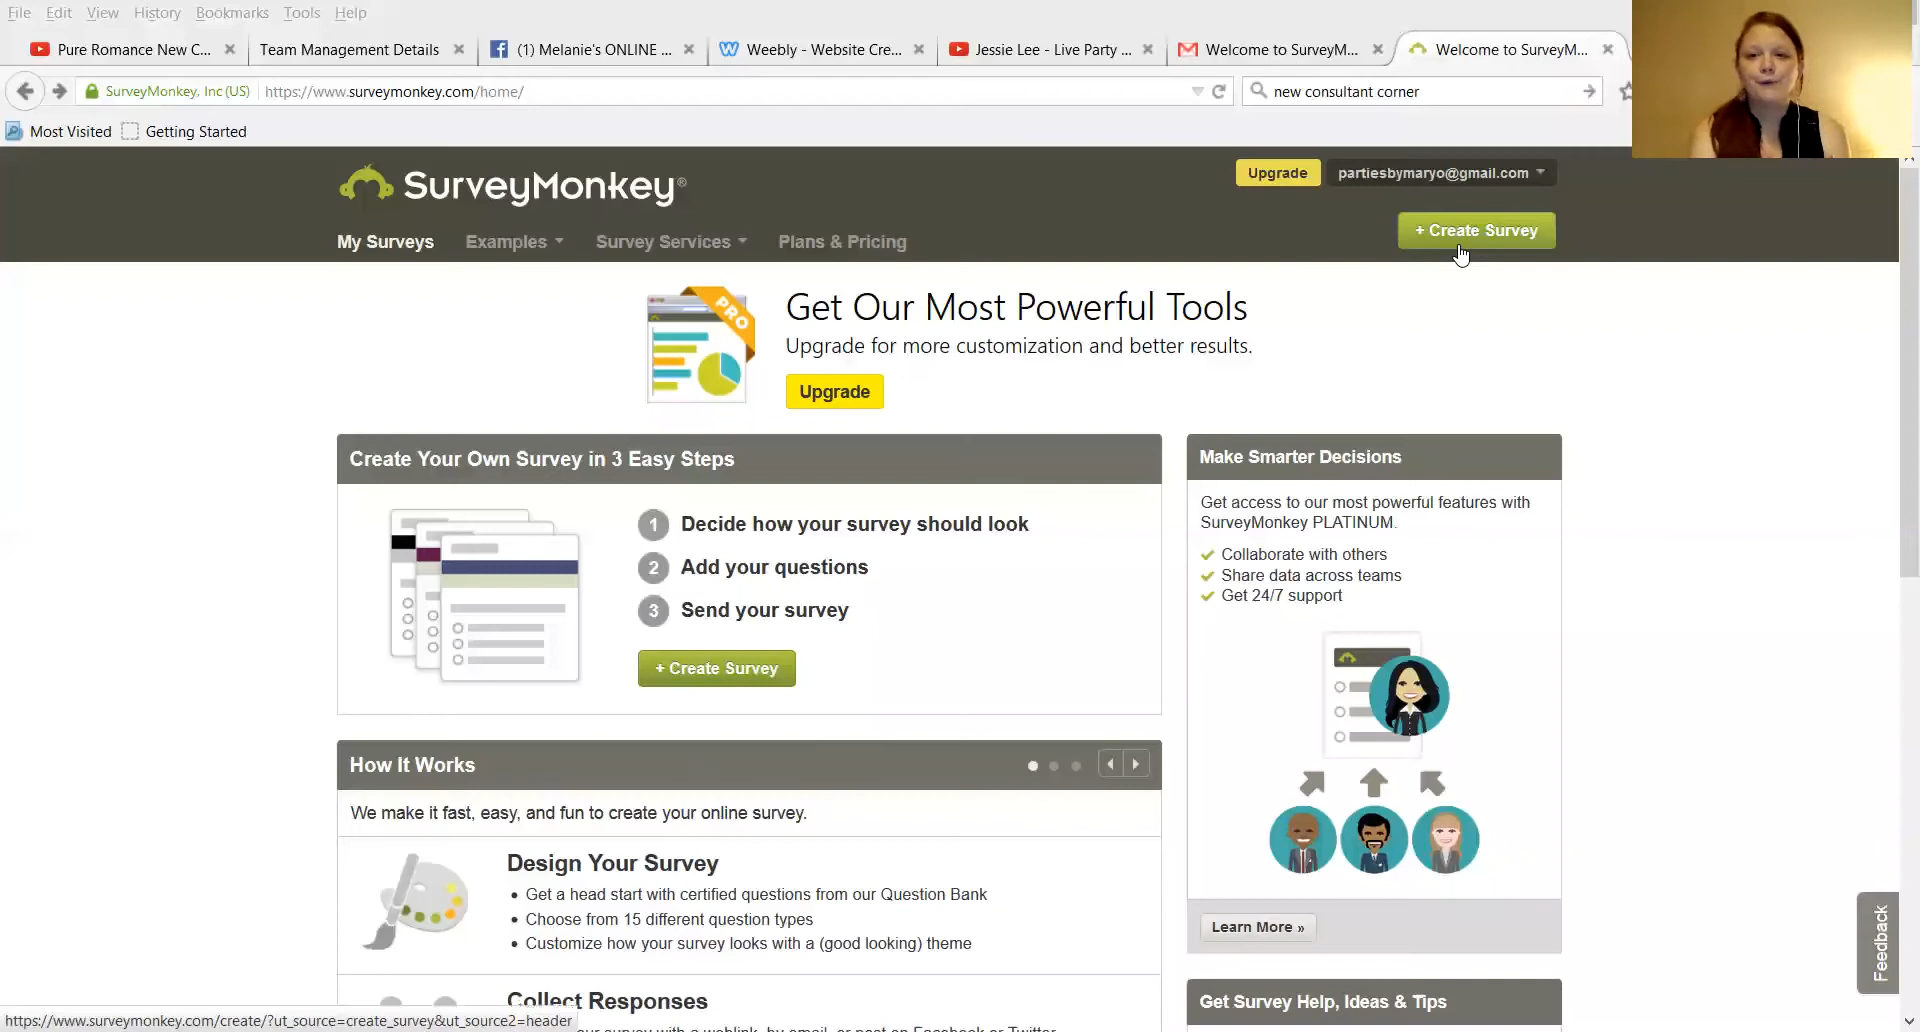 File Edit View History Bookmarks Tools Help
Pure Romance New C...
Team Management Details
(1) Melanie's ONLINE ...
Weebly - Website Cre...
Jessie Lee - Live Party ...
Welcome to SurveyM...
Welcome to SurveyM...
SurveyMonkey, Inc (US)
https://www.surveymonkey.com/home/
new consultant corner
Most Visited
Getting Started
SurveyMonkey®
Upgrade
partiesbymaryo@gmail.com
My Surveys
Examples
Survey Services
Plans & Pricing
+ Create Survey
PRO
Get Our Most Powerful Tools
Upgrade for more customization and better results.
Upgrade
Create Your Own Survey in 3 Easy Steps
1 Decide how your survey should look
2 Add your questions
3 Send your survey
+ Create Survey
Make Smarter Decisions
Get access to our most powerful features with
SurveyMonkey PLATINUM.
Collaborate with others
Share data across teams
Get 24/7 support
Learn More »
How It Works
We make it fast, easy, and fun to create your online survey.
Design Your Survey
• Get a head start with certified questions from our Question Bank
• Choose from 15 different question types
• Customize how your survey looks with a (good looking) theme
Collect Responses
Get Survey Help, Ideas & Tips
Feedback
https://www.surveymonkey.com/create/?ut_source=create_survey&ut_source2=header